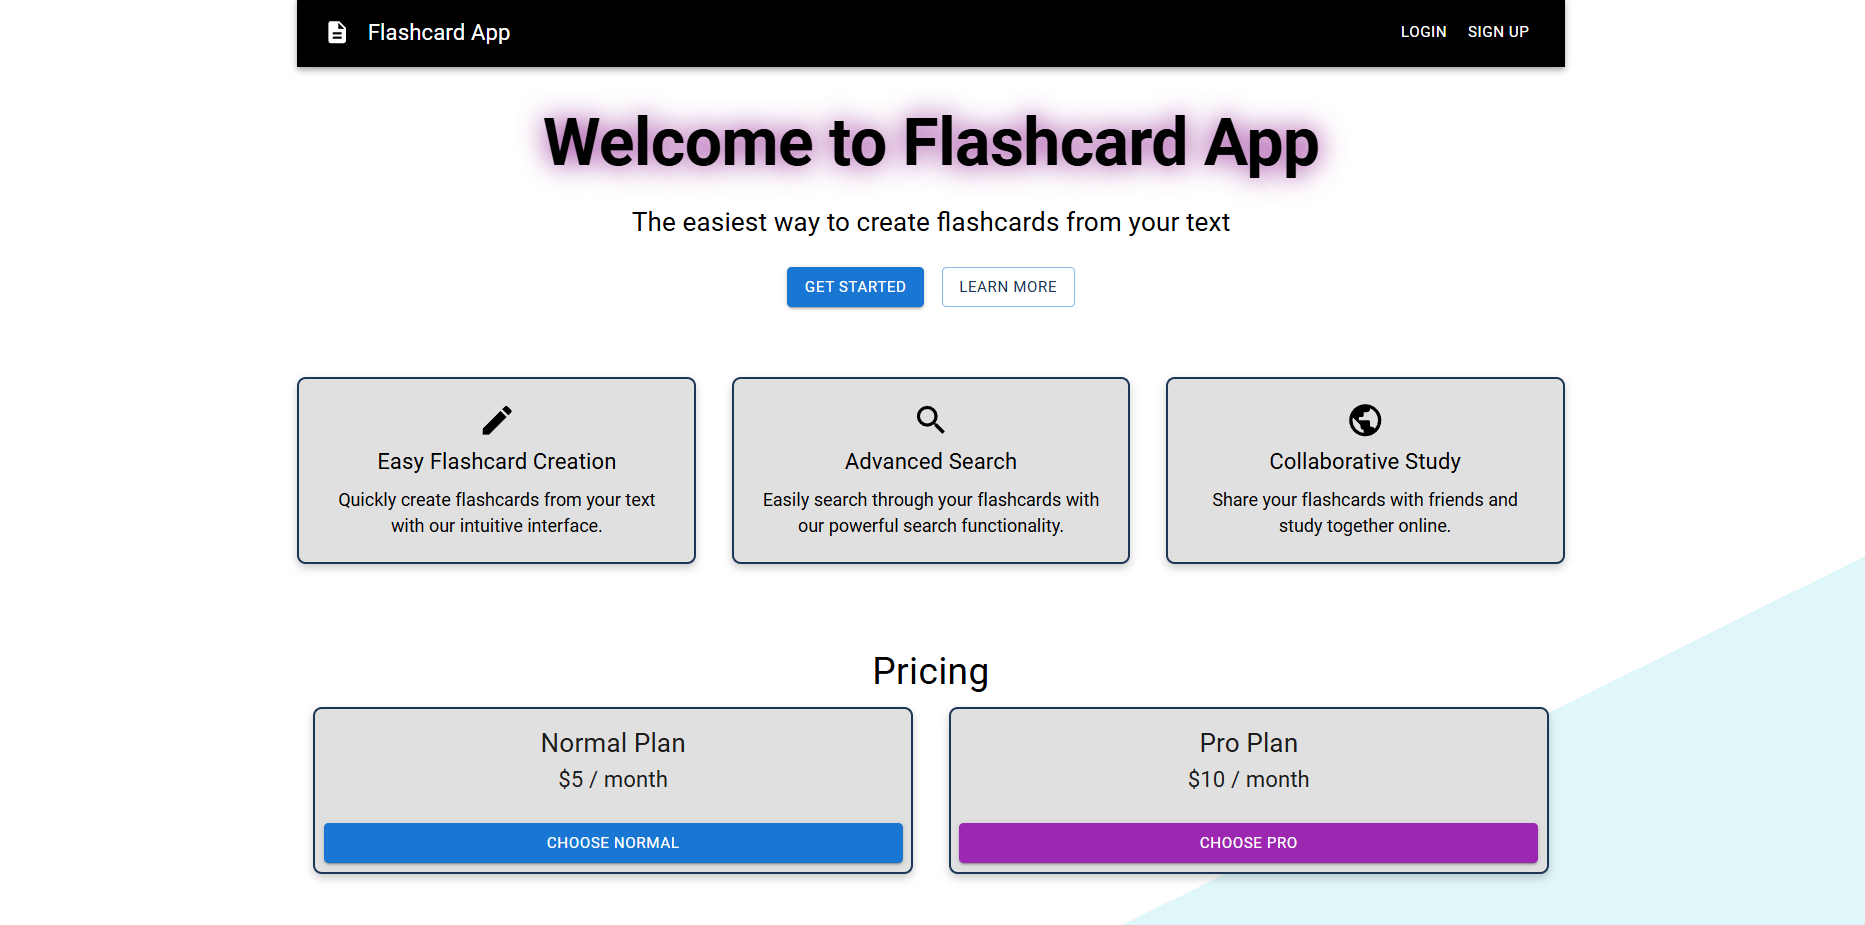 Flashcard App
LOGIN
SIGN UP
Welcome to Flashcard App
The easiest way to create flashcards from your text
GET STARTED
LEARN MORE
Easy Flashcard Creation
Quickly create flashcards from your text
with our intuitive interface.
Advanced Search
Easily search through your flashcards with
our powerful search functionality.
Collaborative Study
Share your flashcards with friends and
study together online.
Pricing
Normal Plan
$5 / month
CHOOSE NORMAL
Pro Plan
$10 / month
CHOOSE PRO